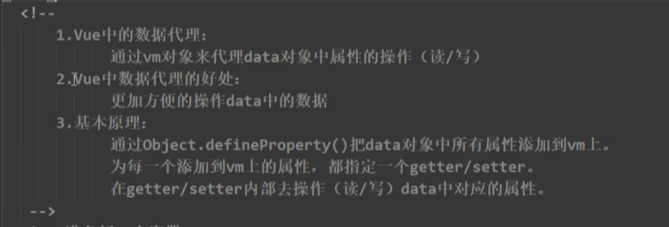 <!--
1.Vue中的数据代理：
通过vm对象来代理data对象中属性的操作（读/写）
2.Vue中数据代理的好处：
更加方便的操作data中的数据
3.基本原理：
通过Object.defineProperty()把data对象中所有属性添加到vm上。
为每一个添加到vm上的属性，都指定一个getter/setter。
在getter/setter内部去操作（读/写）data中对应的属性。
-->